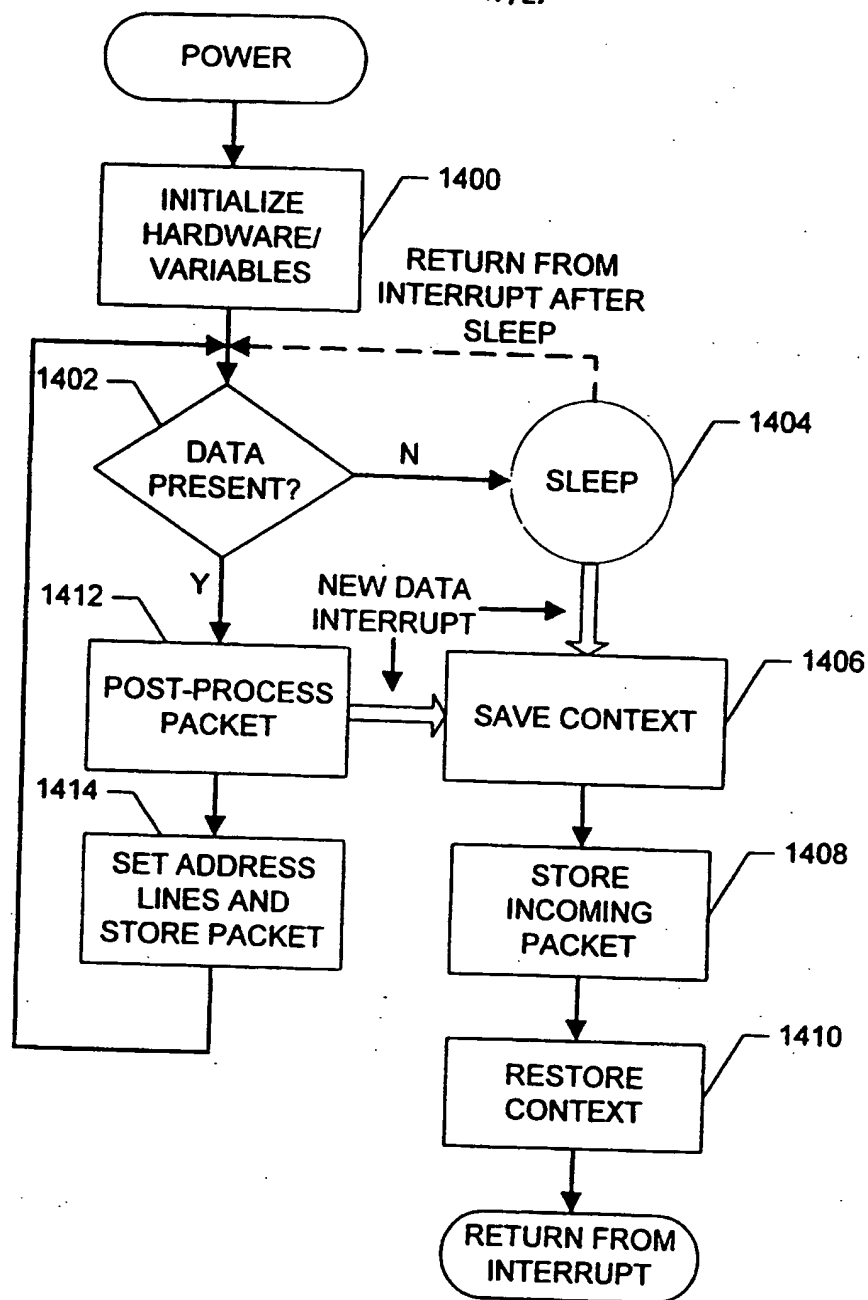 POWER
1400
INITIALIZE
HARDWARE/
VARIABLES
RETURN FROM
INTERRUPT AFTER
SLEEP
1402
DATA
PRESENT?
N
SLEEP
1404
Y
NEW DATA
INTERRUPT
1412
POST-PROCESS
PACKET
SAVE CONTEXT
1406
1414
SET ADDRESS
LINES AND
STORE PACKET
STORE
INCOMING
PACKET
1408
RESTORE
CONTEXT
1410
RETURN FROM
INTERRUPT